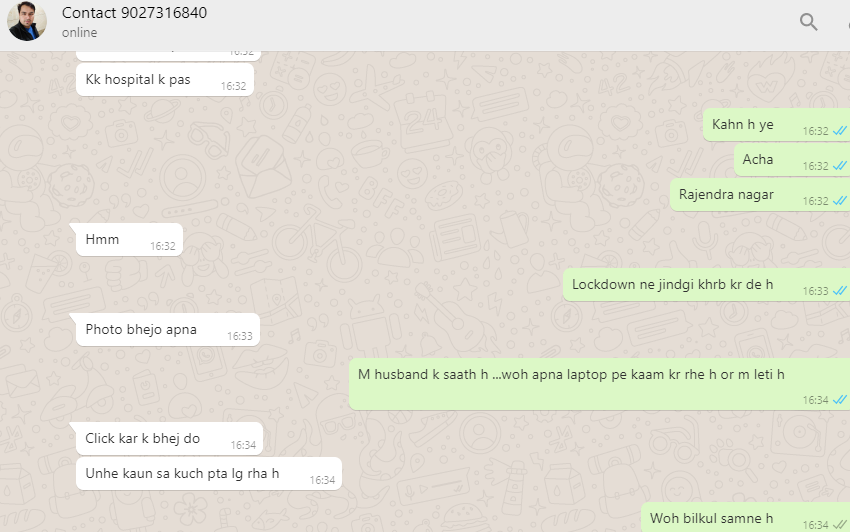 Contact 9027316840
online
16:32
Kk hospital k pas 16:32
Kahn h ye 16:32
Acha 16:32
Rajendra nagar 16:32
Hmm 16:32
Lockdown ne jindgi khrb kr de h 16:33
Photo bhejo apna 16:33
M husband k saath h ...woh apna laptop pe kaam kr rhe h or m leti h
16:34
Click kar k bhej do 16:34
Unhe kaun sa kuch pta lg rha h 16:34
Woh bilkul samne h 16:34